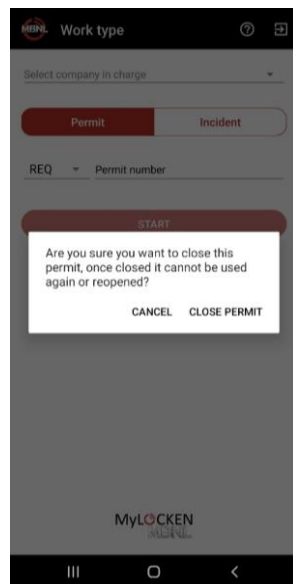 MBNL Work type
Select company in charge
Permit Incident
REQ Permit number
START
Are you sure you want to close this
permit, once closed it cannot be used
again or reopened?
CANCEL CLOSE PERMIT
MyLOCKEN
MBNL